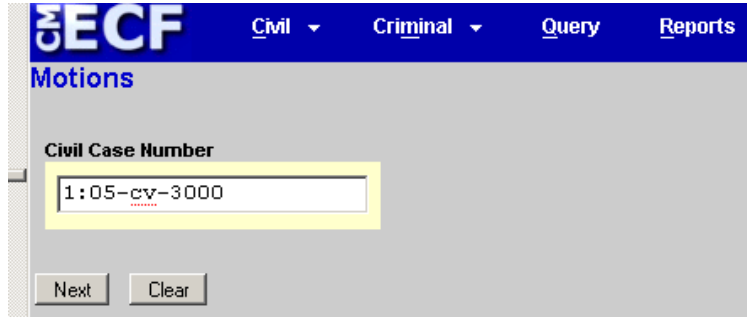 CM ECF Civil Criminal Query Reports
Motions
Civil Case Number
1:05-cv-3000
Next Clear